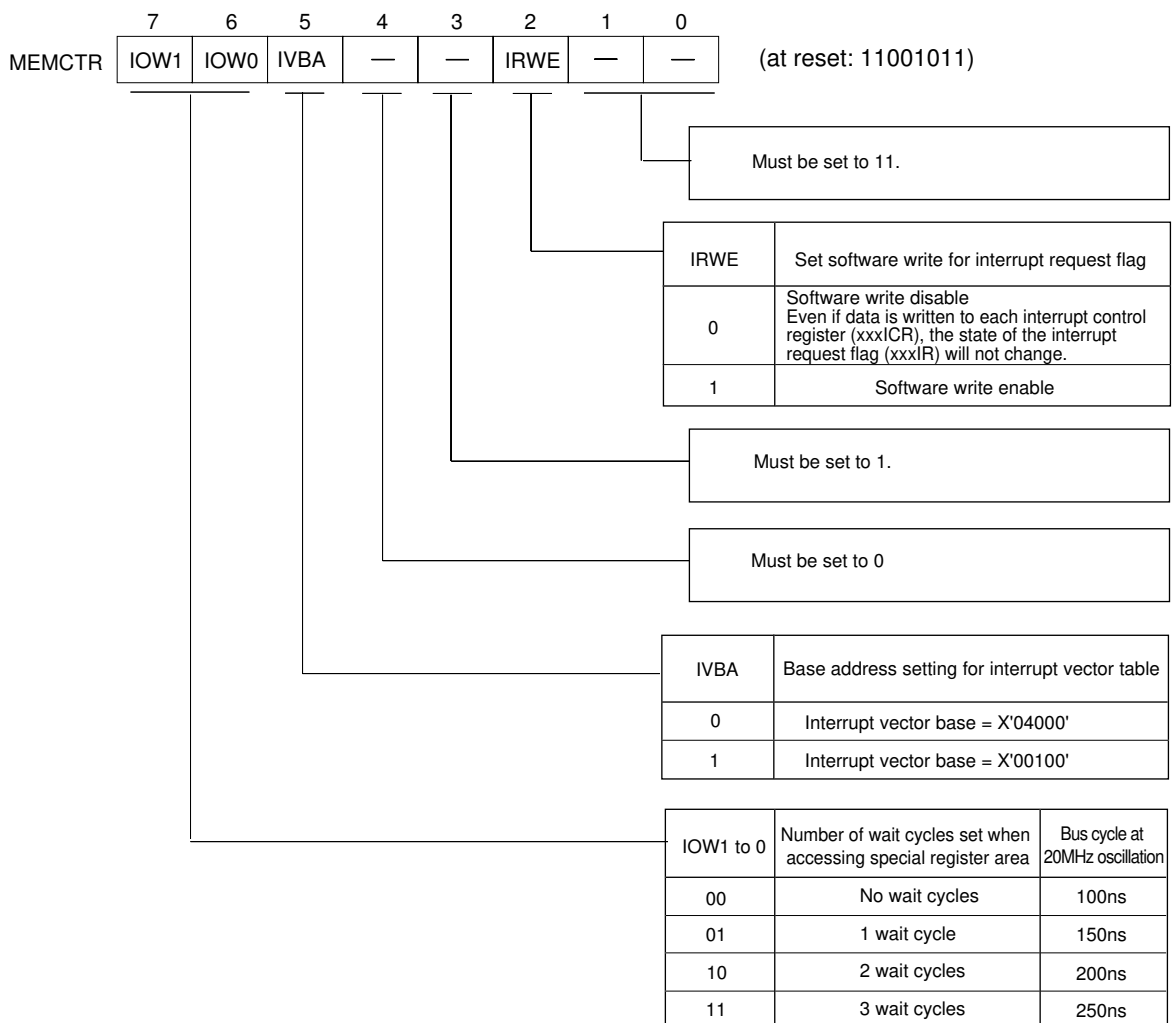 7 6 5 4 3 2 1 0
MEMCTR IOW1 IOW0 IVBA — — IRWE — — (at reset: 11001011)
Must be set to 11.
IRWE Set software write for interrupt request flag
0 Software write disable
Even if data is written to each interrupt control
register (xxxICR), the state of the interrupt
request flag (xxxIR) will not change.
1 Software write enable
Must be set to 1.
Must be set to 0
IVBA Base address setting for interrupt vector table
0 Interrupt vector base = X'04000'
1 Interrupt vector base = X'00100'
IOW1 to 0 Number of wait cycles set when accessing special register area Bus cycle at 20MHz oscillation
00 No wait cycles 100ns
01 1 wait cycle 150ns
10 2 wait cycles 200ns
11 3 wait cycles 250ns